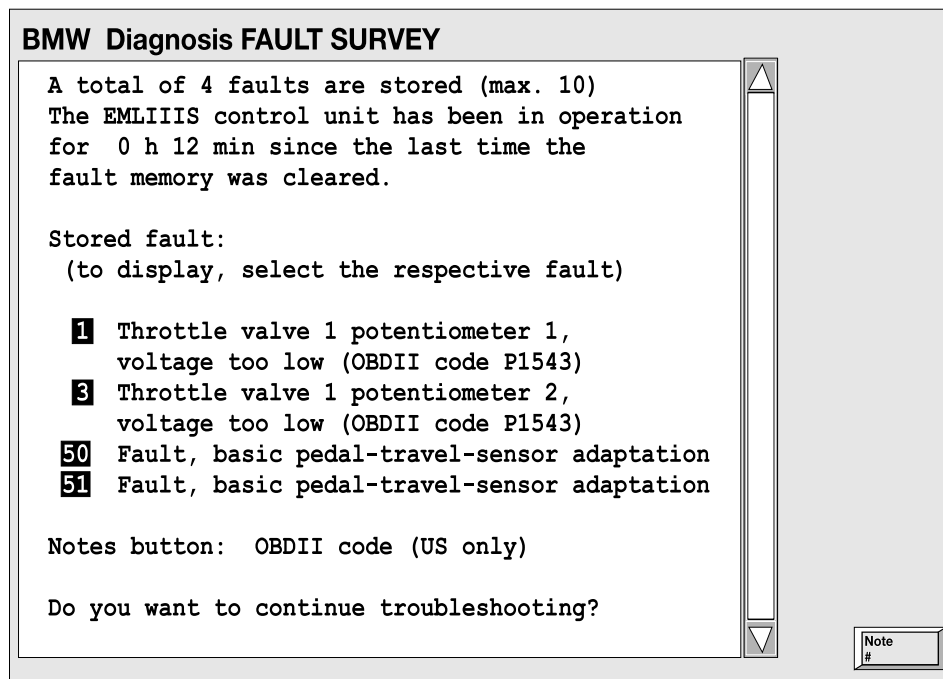 BMW Diagnosis FAULT SURVEY
A total of 4 faults are stored (max. 10)
The EMLIIIS control unit has been in operation
for 0 h 12 min since the last time the
fault memory was cleared.
Stored fault:
(to display, select the respective fault)
1 Throttle valve 1 potentiometer 1,
voltage too low (OBDII code P1543)
3 Throttle valve 1 potentiometer 2,
voltage too low (OBDII code P1543)
50 Fault, basic pedal-travel-sensor adaptation
51 Fault, basic pedal-travel-sensor adaptation
Notes button: OBDII code (US only)
Do you want to continue troubleshooting?
Note
#